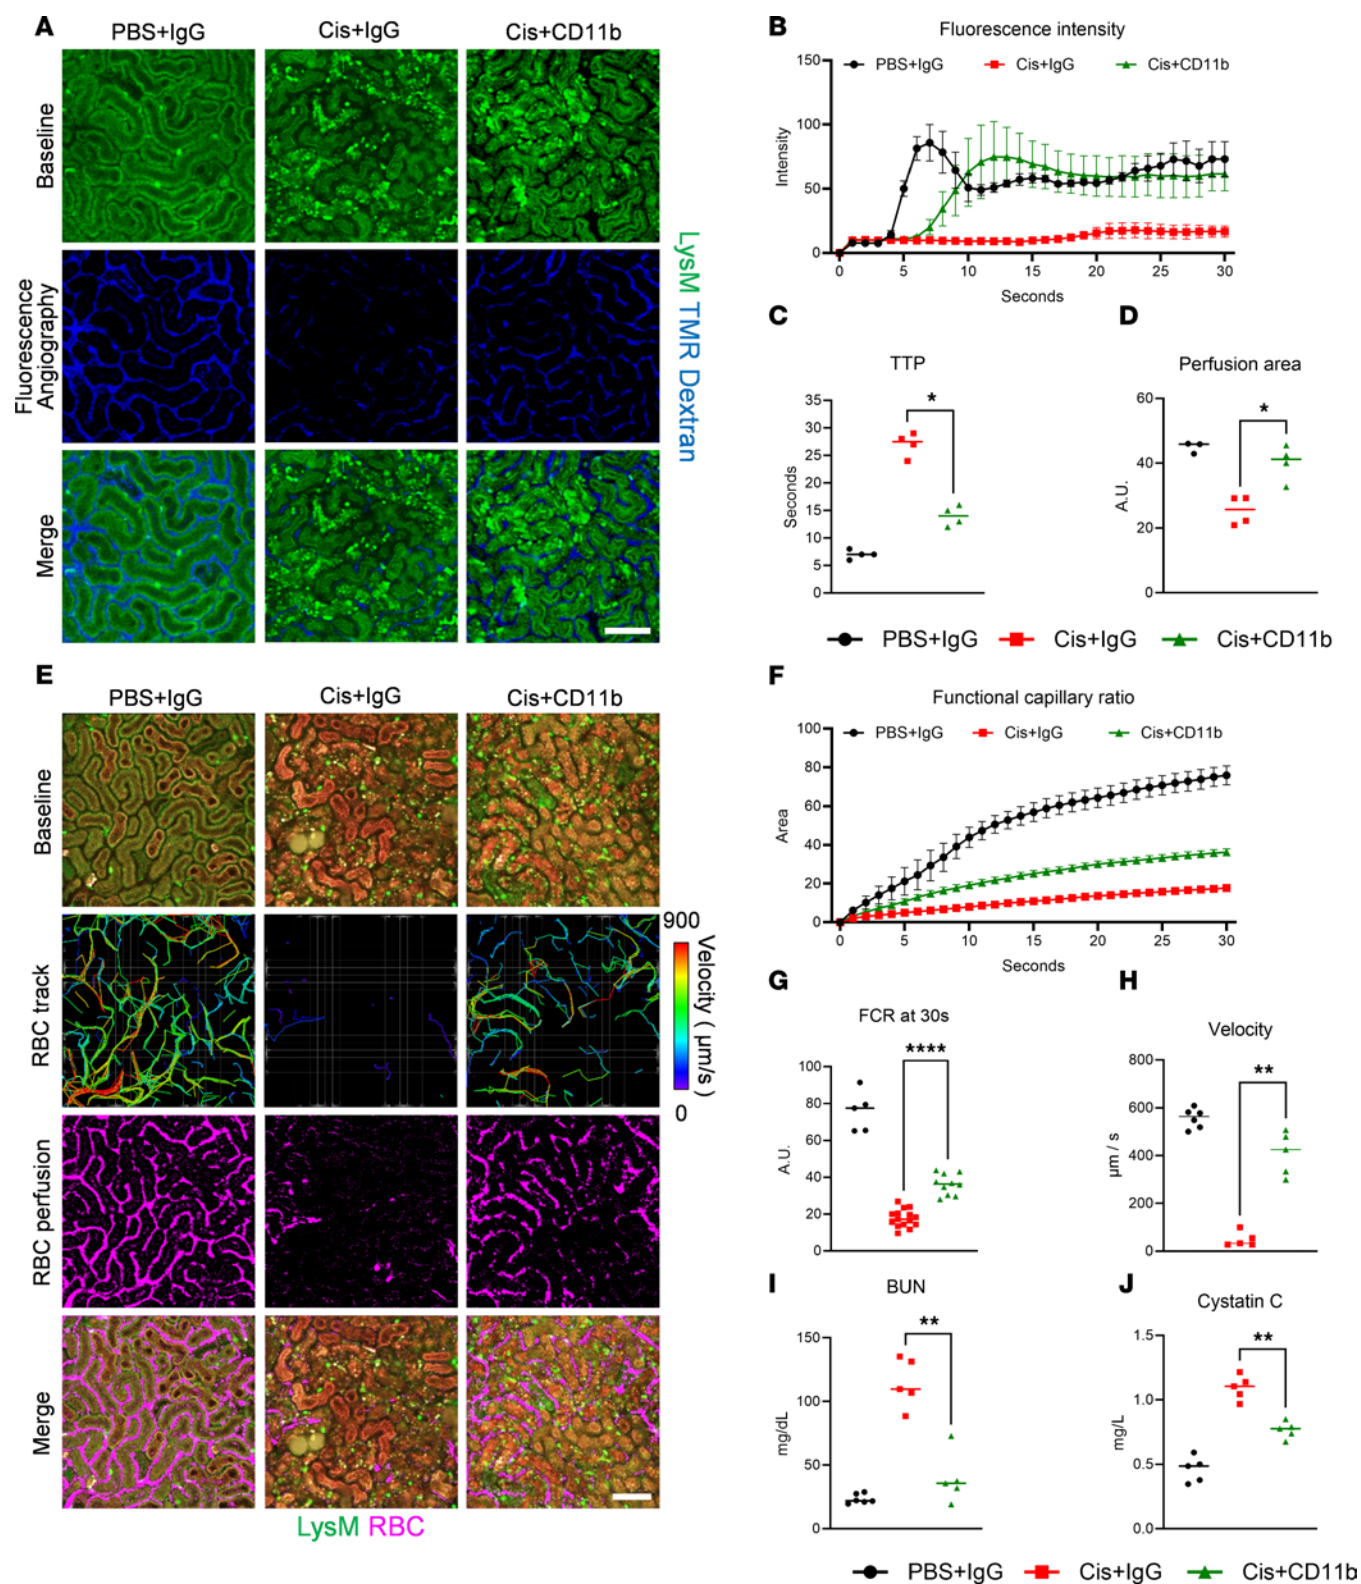 A
PBS+IgG
Cis+IgG
Cis+CD11b
Baseline
Fluorescence
Angiography
Merge
LysM TMR Dextran
B
Fluorescence intensity
PBS+IgG
Cis+IgG
Cis+CD11b
Intensity
150
100
50
0
0 5 10 15 20 25 30
Seconds
C
TTP
*
Seconds
35
30
25
20
15
10
5
0
D
Perfusion area
*
A.U.
60
40
20
0
PBS+IgG
Cis+IgG
Cis+CD11b
E
PBS+IgG
Cis+IgG
Cis+CD11b
Baseline
RBC track
RBC perfusion
Merge
900
Velocity ( µm/s )
0
LysM RBC
F
Functional capillary ratio
PBS+IgG
Cis+IgG
Cis+CD11b
Area
100
80
60
40
20
0
0 5 10 15 20 25 30
Seconds
G
FCR at 30s
****
A.U.
100
80
60
40
20
0
H
Velocity
**
µm / s
800
600
400
200
0
I
BUN
**
mg/dL
150
100
50
0
J
Cystatin C
**
mg/L
1.5
1.0
0.5
0.0
PBS+IgG
Cis+IgG
Cis+CD11b